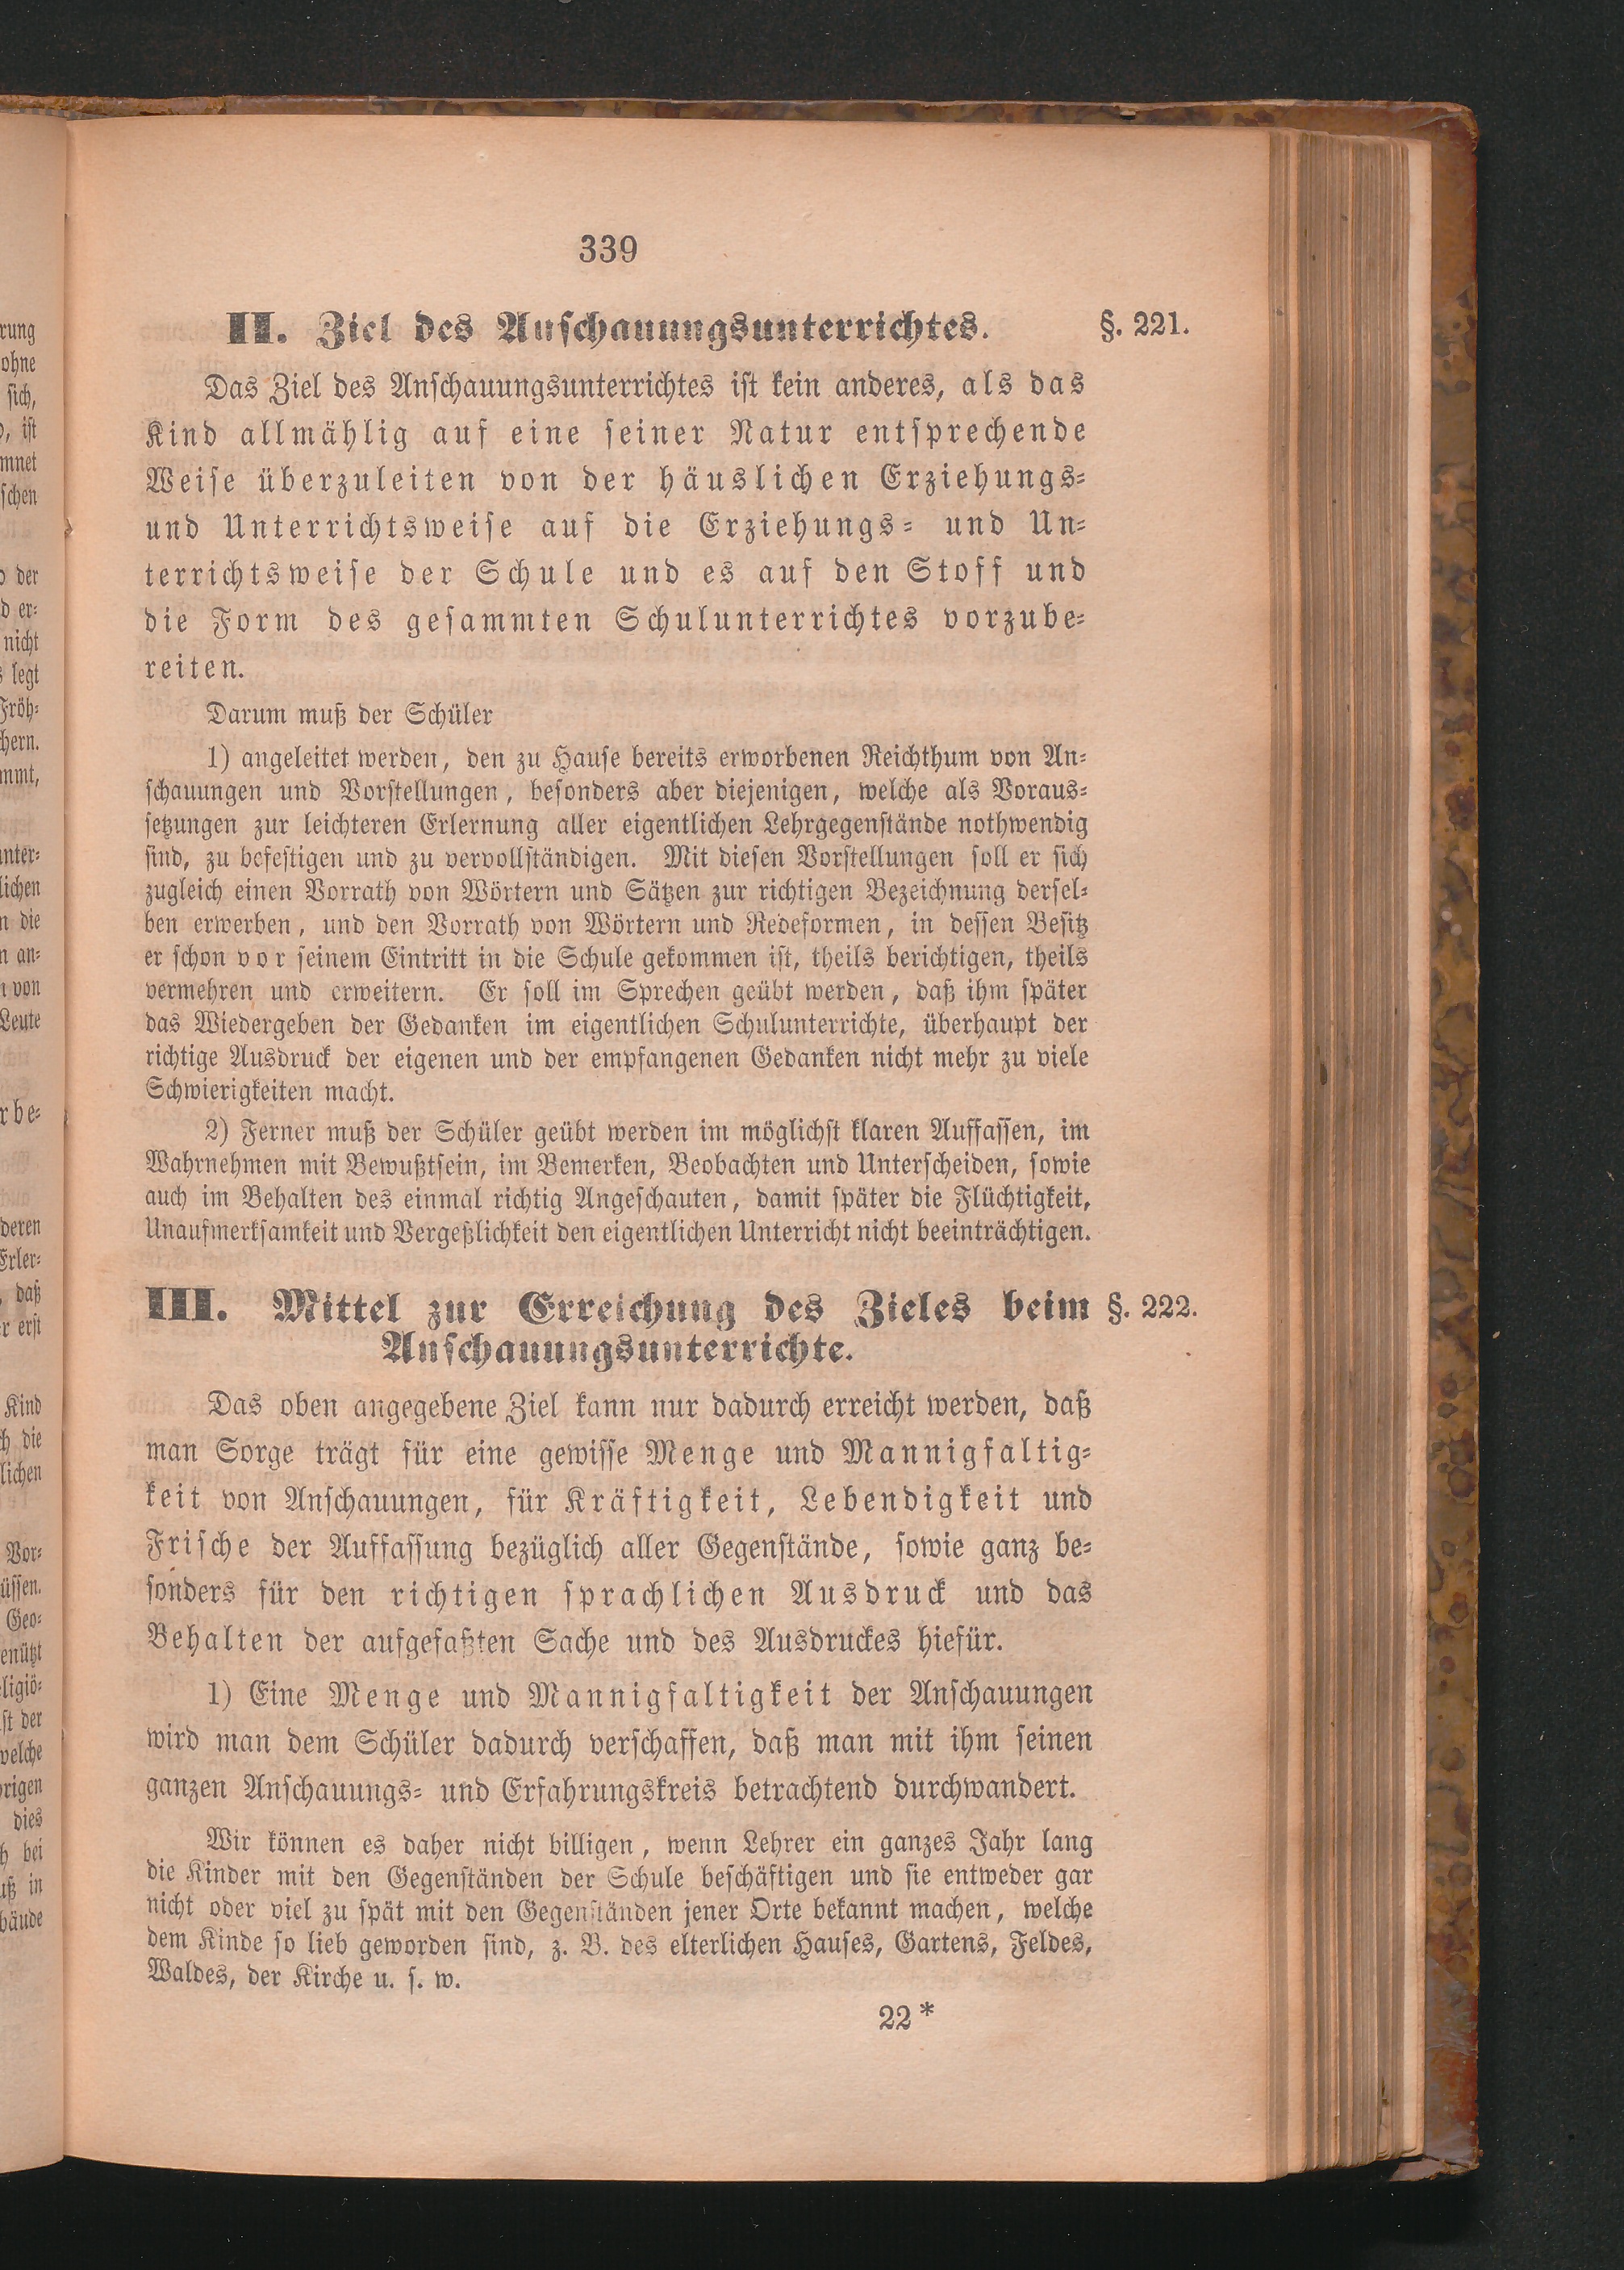 339
II. Ziel des Anschauungsunterrichtes. §. 221.
Das Ziel des Anschauungsunterrichtes ist kein anderes, als das
Kind allmählig auf eine seiner Natur entsprechende
Weise überzuleiten von der häuslichen Erziehungs-
und Unterrichtsweise auf die Erziehungs- und Un-
terrichtsweise der Schule und es auf den Stoff und
die Form des gesammten Schulunterrichtes vorzube-
reiten.
Darum muß der Schüler
1) angeleitet werden, den zu Hause bereits erworbenen Reichthum von An-
schauungen und Vorstellungen, besonders aber diejenigen, welche als Voraus-
setzungen zur leichteren Erlernung aller eigentlichen Lehrgegenstände nothwendig
sind, zu befestigen und zu vervollständigen. Mit diesen Vorstellungen soll er sich
zugleich einen Vorrath von Wörtern und Sätzen zur richtigen Bezeichnung dersel-
ben erwerben, und den Vorrath von Wörtern und Redeformen, in dessen Besitz
er schon vor seinem Eintritt in die Schule gekommen ist, theils berichtigen, theils
vermehren und erweitern. Er soll im Sprechen geübt werden, daß ihm später
das Wiedergeben der Gedanken im eigentlichen Schulunterrichte, überhaupt der
richtige Ausdruck der eigenen und der empfangenen Gedanken nicht mehr zu viele
Schwierigkeiten macht.
2) Ferner muß der Schüler geübt werden im möglichst klaren Auffassen, im
Wahrnehmen mit Bewußtsein, im Bemerken, Beobachten und Unterscheiden, sowie
auch im Behalten des einmal richtig Angeschauten, damit später die Flüchtigkeit,
Unaufmerksamkeit und Vergeßlichkeit den eigentlichen Unterricht nicht beeinträchtigen.
III. Mittel zur Erreichung des Zieles beim §. 222.
Anschauungsunterrichte.
Das oben angegebene Ziel kann nur dadurch erreicht werden, daß
man Sorge trägt für eine gewisse Menge und Mannigfaltig-
keit von Anschauungen, für Kräftigkeit, Lebendigkeit und
Frische der Auffassung bezüglich aller Gegenstände, sowie ganz be-
sonders für den richtigen sprachlichen Ausdruck und das
Behalten der aufgefaßten Sache und des Ausdruckes hiefür.
1) Eine Menge und Mannigfaltigkeit der Anschauungen
wird man dem Schüler dadurch verschaffen, daß man mit ihm seinen
ganzen Anschauungs- und Erfahrungskreis betrachtend durchwandert.
Wir können es daher nicht billigen, wenn Lehrer ein ganzes Jahr lang
die Kinder mit den Gegenständen der Schule beschäftigen und sie entweder gar
nicht oder viel zu spät mit den Gegenständen jener Orte bekannt machen, welche
dem Kinde so lieb geworden sind, z. B. des elterlichen Hauses, Gartens, Feldes,
Waldes, der Kirche u. s. w.
22*